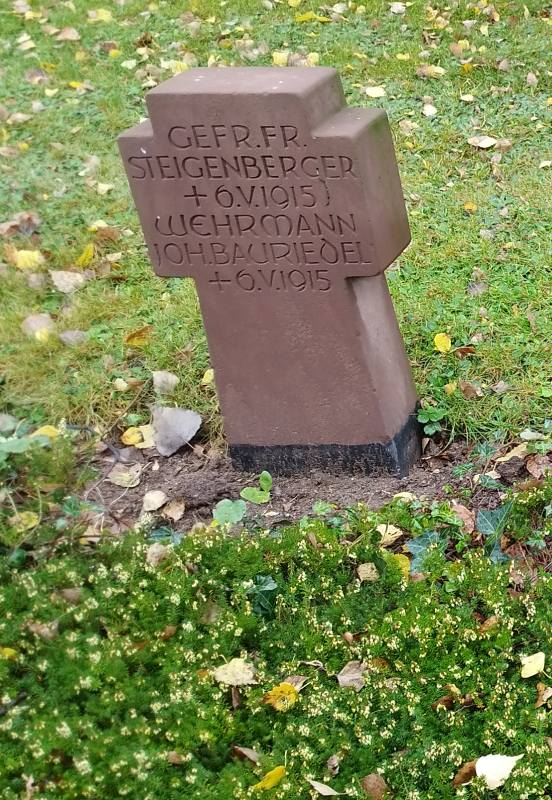 GEFR. FR.
STEIGENBERGER
+ 6.V.1915
WEHRMANN
JOH. BAURIEDEL
+ 6.V.1915